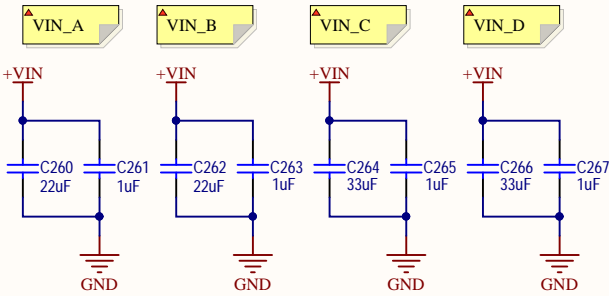 VIN_A
VIN_B
VIN_C
VIN_D
+VIN
+VIN
+VIN
+VIN
C260
22uF
C261
1uF
C262
22uF
C263
1uF
C264
33uF
C265
1uF
C266
33uF
C267
1uF
GND
GND
GND
GND